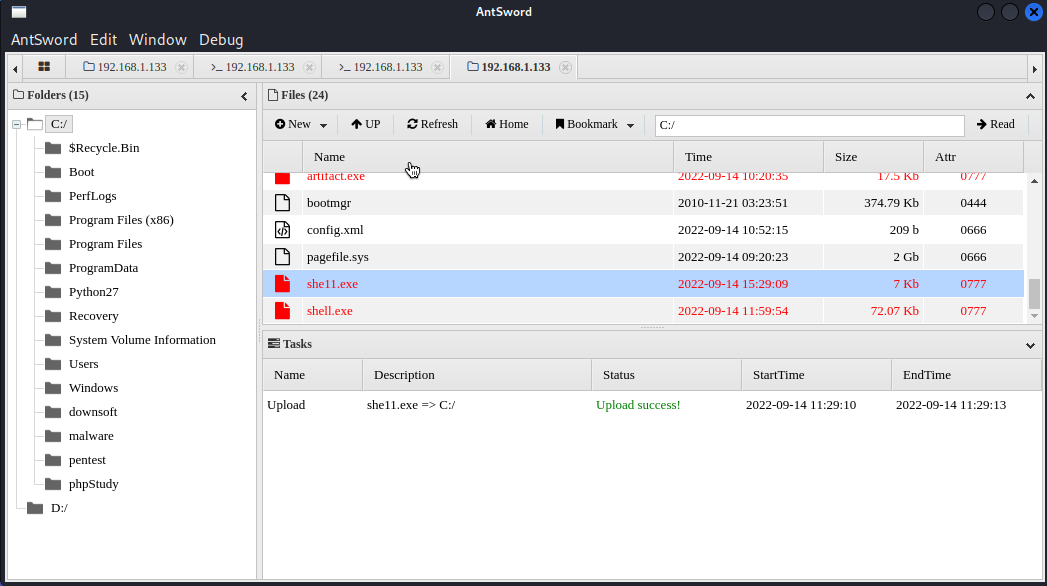 AntSword
AntSword Edit Window Debug
192.168.1.133 >_ 192.168.1.133 >_ 192.168.1.133 192.168.1.133
Folders (15)
C:/
$Recycle.Bin
Boot
PerfLogs
Program Files (x86)
Program Files
ProgramData
Python27
Recovery
System Volume Information
Users
Windows
downsoft
malware
pentest
phpStudy
D:/
Files (24)
New UP Refresh Home Bookmark C:/ Read
Name Time Size Attr
artifact.exe 2022-09-14 10:20:35 17.5 Kb 0777
bootmgr 2010-11-21 03:23:51 374.79 Kb 0444
config.xml 2022-09-14 10:52:15 209 b 0666
pagefile.sys 2022-09-14 09:20:23 2 Gb 0666
she11.exe 2022-09-14 15:29:09 7 Kb 0777
shell.exe 2022-09-14 11:59:54 72.07 Kb 0777
Tasks
Name Description Status StartTime EndTime
Upload she11.exe => C:/ Upload success! 2022-09-14 11:29:10 2022-09-14 11:29:13